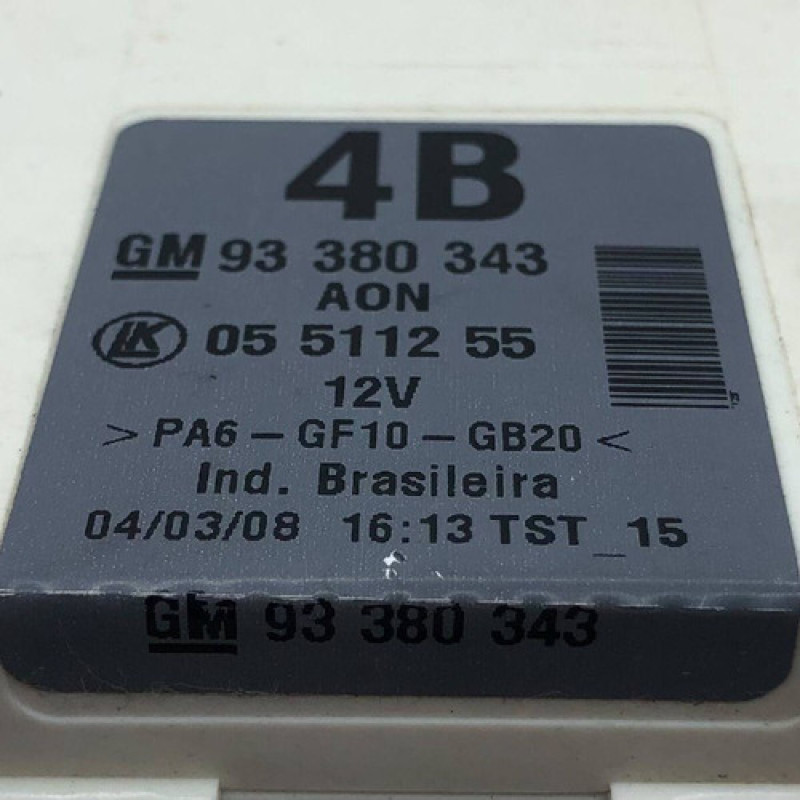 4B
GM 93 380 343
AON
LK 05 5112 55
12V
>PA6-GF10-GB20<
Ind. Brasileira
04/03/08 16:13 TST_15
GM 93 380 343